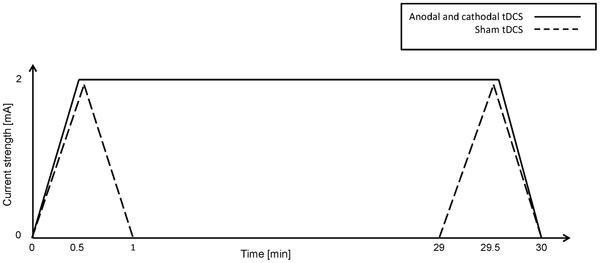 Anodal and cathodal tDCS
Sham tDCS
2
Current strength [mA]
0
0 0.5 1 29 29.5 30
Time [min]